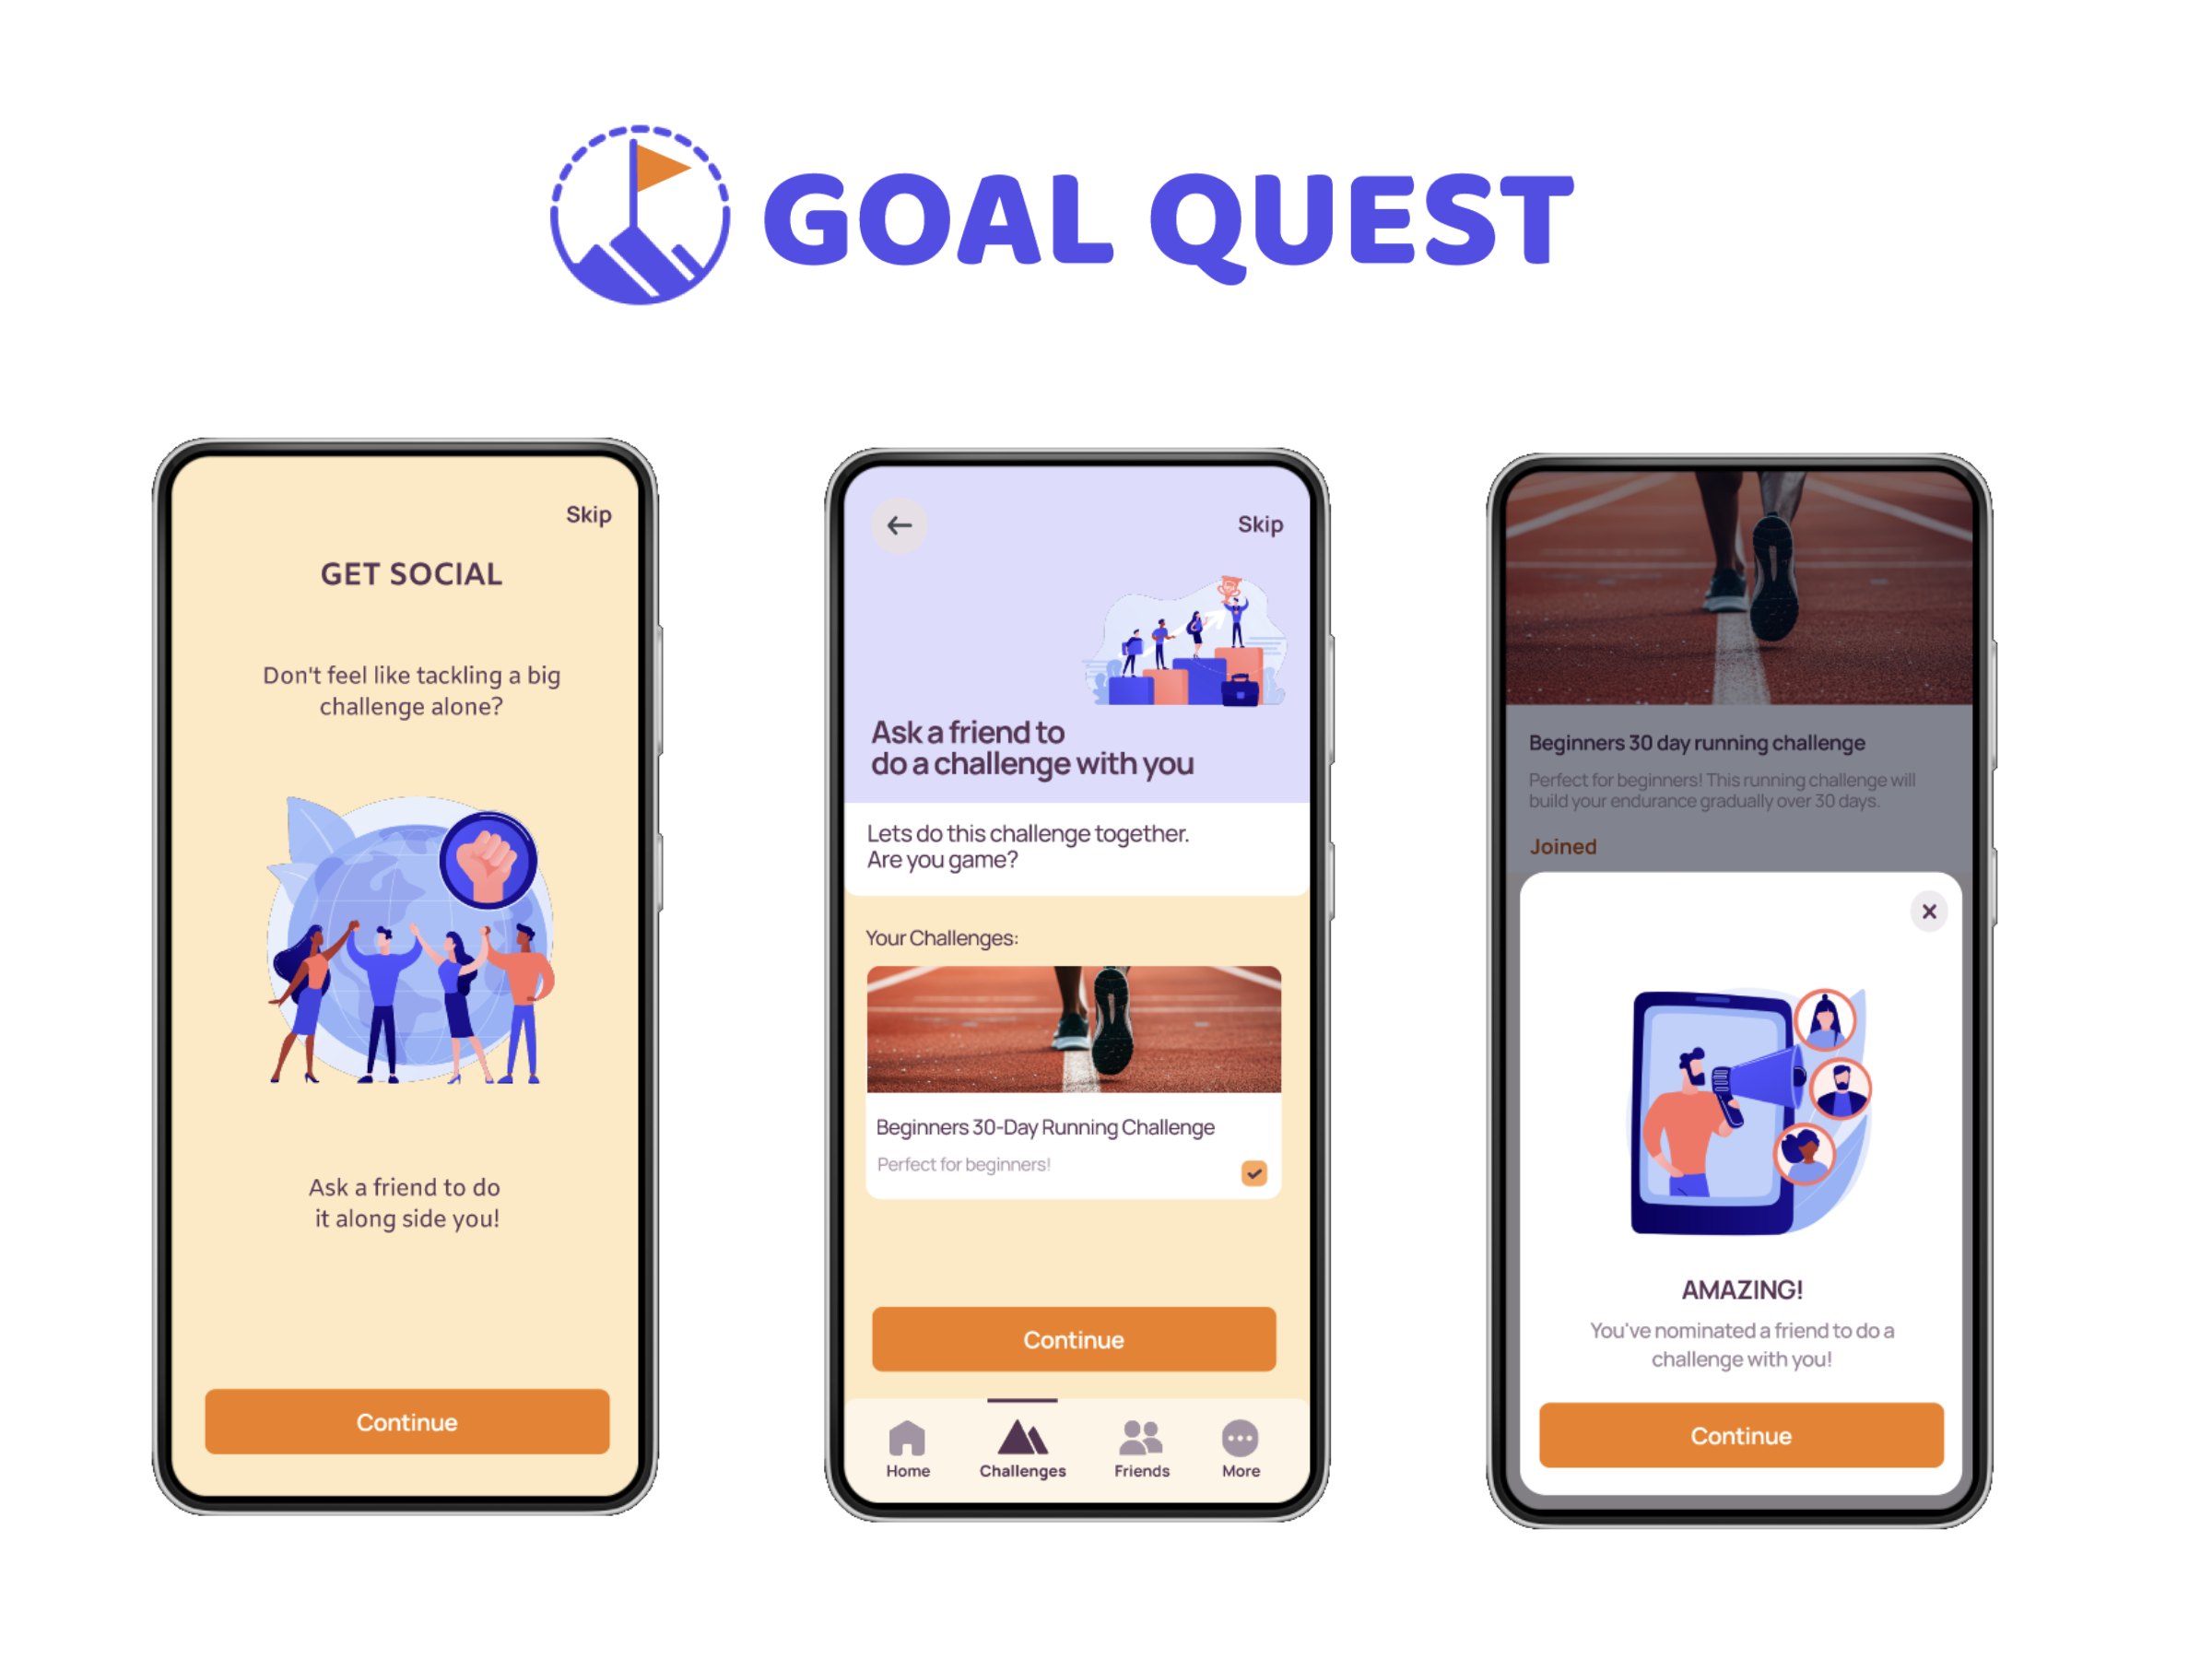 GOAL QUEST
Skip
GET SOCIAL
Don't feel like tackling a big
challenge alone?
Ask a friend to do
it along side you!
Continue
Skip
Ask a friend to
do a challenge with you
Lets do this challenge together.
Are you game?
Your Challenges:
Beginners 30-Day Running Challenge
Perfect for beginners!
Continue
Home
Challenges
Friends
More
Beginners 30 day running challenge
Perfect for beginners! This running challenge will
build your endurance gradually over 30 days.
Joined
AMAZING!
You've nominated a friend to do a
challenge with you!
Continue